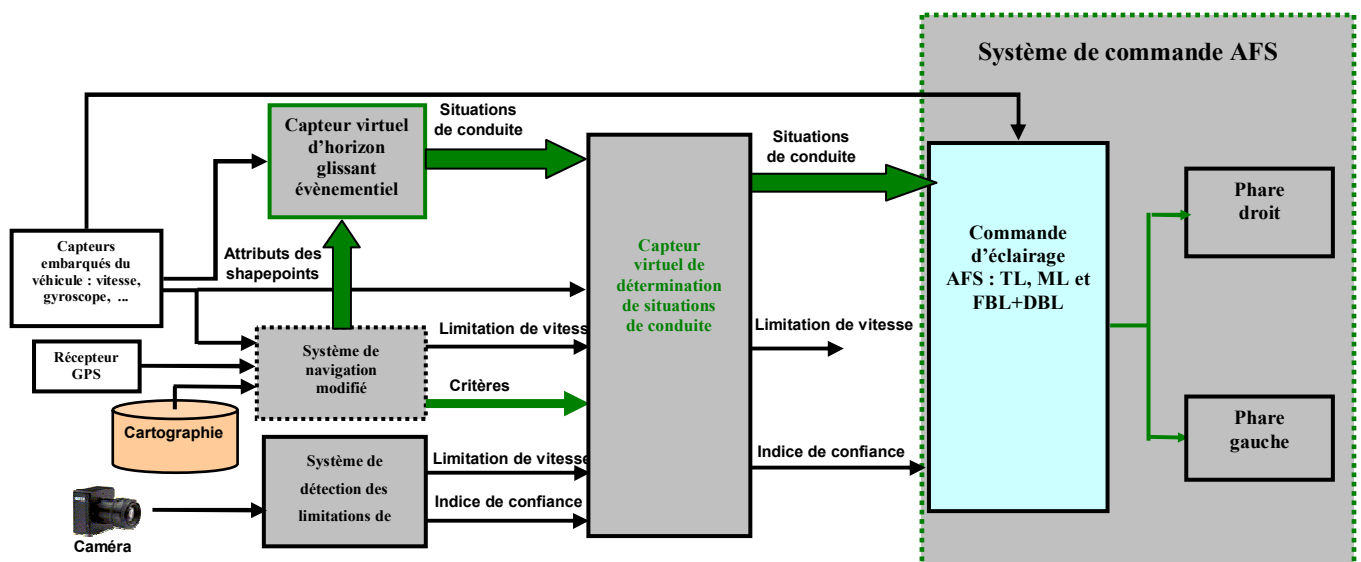 Système de commande AFS
Situations
de conduite
Capteur virtuel
d'horizon
glissant
évènementiel
Situations
de conduite
Capteurs
embarqués du
véhicule : vitesse,
gyroscope, ...
Attributs des
shapepoints
Capteur
virtuel de
détermination
de situations
de conduite
Commande
d'éclairage
AFS : TL, ML et
FBL+DBL
Phare
droit
Récepteur
GPS
Système de
navigation
modifié
Limitation de vitesse
Limitation de vitesse
Critères
Cartographie
Phare
gauche
Système de
détection des
limitations de
Limitation de vitesse
Indice de confiance
Indice de confiance
Caméra